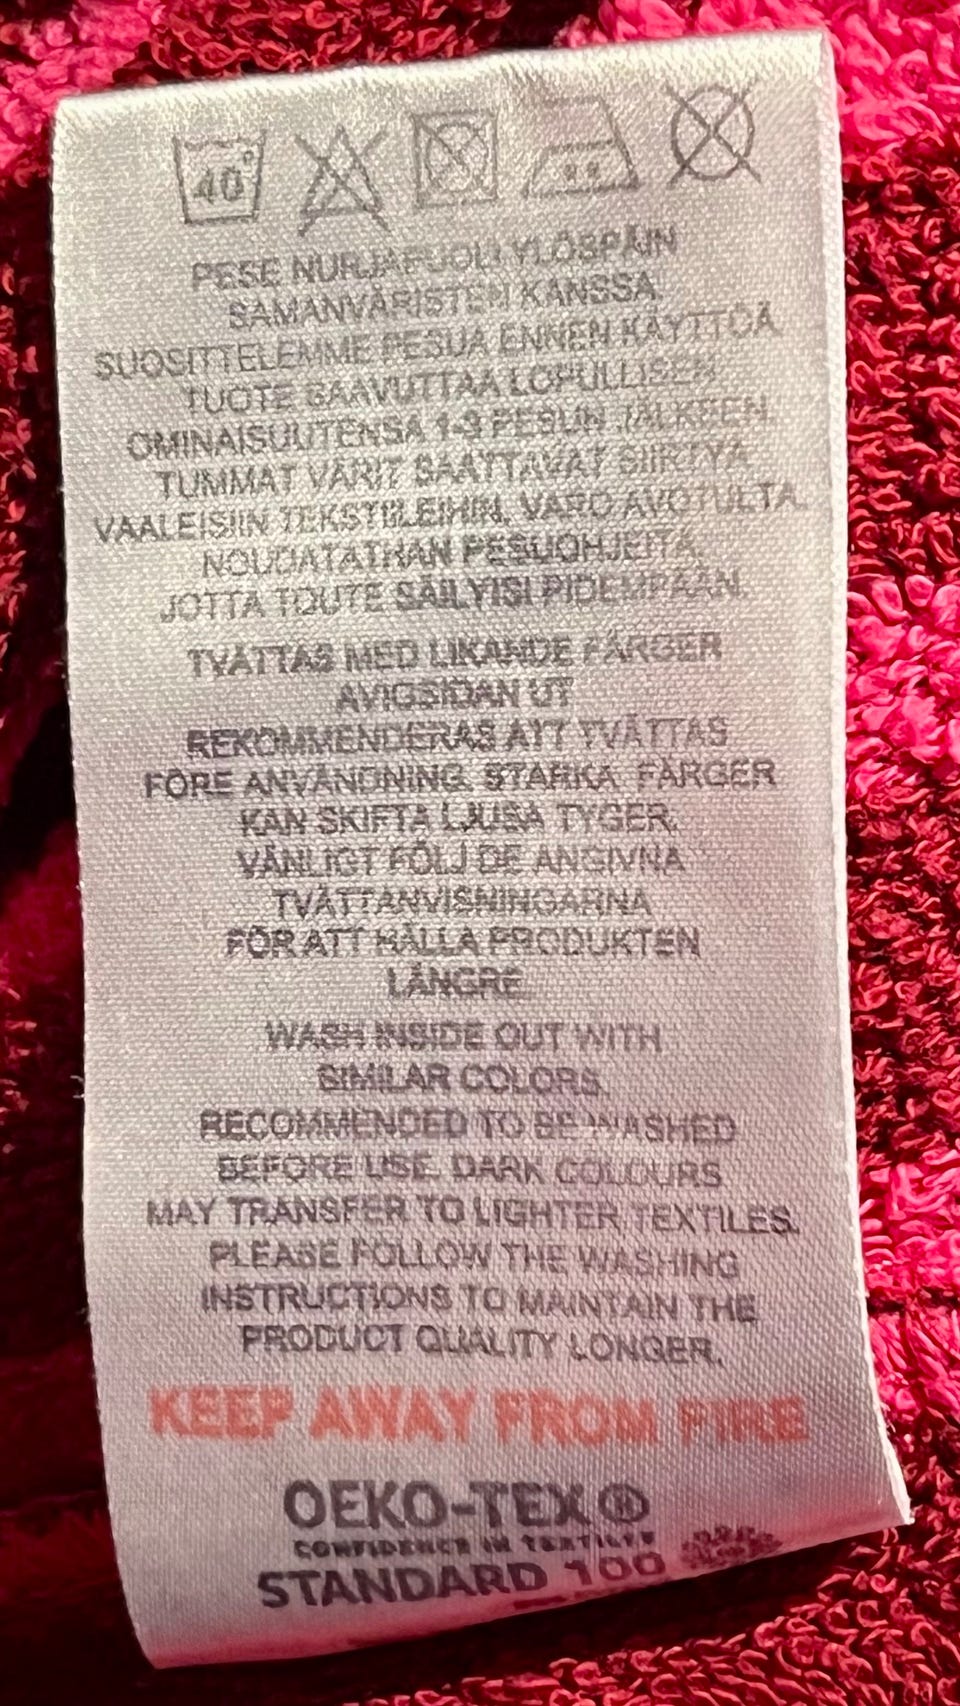 40°
PESE NURJAPUOLI YLÖSPÄIN
SAMANVÄRISTEN KANSSA.
SUOSITTELEMME PESUA ENNEN KÄYTTÖÄ
TUOTE SAAVUTTAA LOPULLISEN
OMINAISUUTENSA 1-3 PESUN JÄLKEEN.
TUMMAT VÄRIT SAATTAVAT SIIRTYÄ
VAALEISIIN TEKSTIILEIHIN. VARO AVOTULTA.
NOUDATATHAN PESUOHJEITA.
JOTTA TOUTE SÄILYISI PIDEMPÄÄN.
TVÄTTAS MED LIKANDE FÄRGER
AVIGSIDAN UT
REKOMMENDERAS ATT TVÄTTAS
FÖRE ANVÄNDNING. STARKA FÄRGER
KAN SKIFTA LJUSA TYGER.
VÄNLIGT FÖLJ DE ANGIVNA
TVÄTTANVISNINGARNA
FÖR ATT HÅLLA PRODUKTEN
LÄNGRE
WASH INSIDE OUT WITH
SIMILAR COLORS.
RECOMMENDED TO BE WASHED
BEFORE USE. DARK COLOURS
MAY TRANSFER TO LIGHTER TEXTILES.
PLEASE FOLLOW THE WASHING
INSTRUCTIONS TO MAINTAIN THE
PRODUCT QUALITY LONGER.
KEEP AWAY FROM FIRE
OEKO-TEX®
CONFIDENCE IN TEXTILES
STANDARD 100